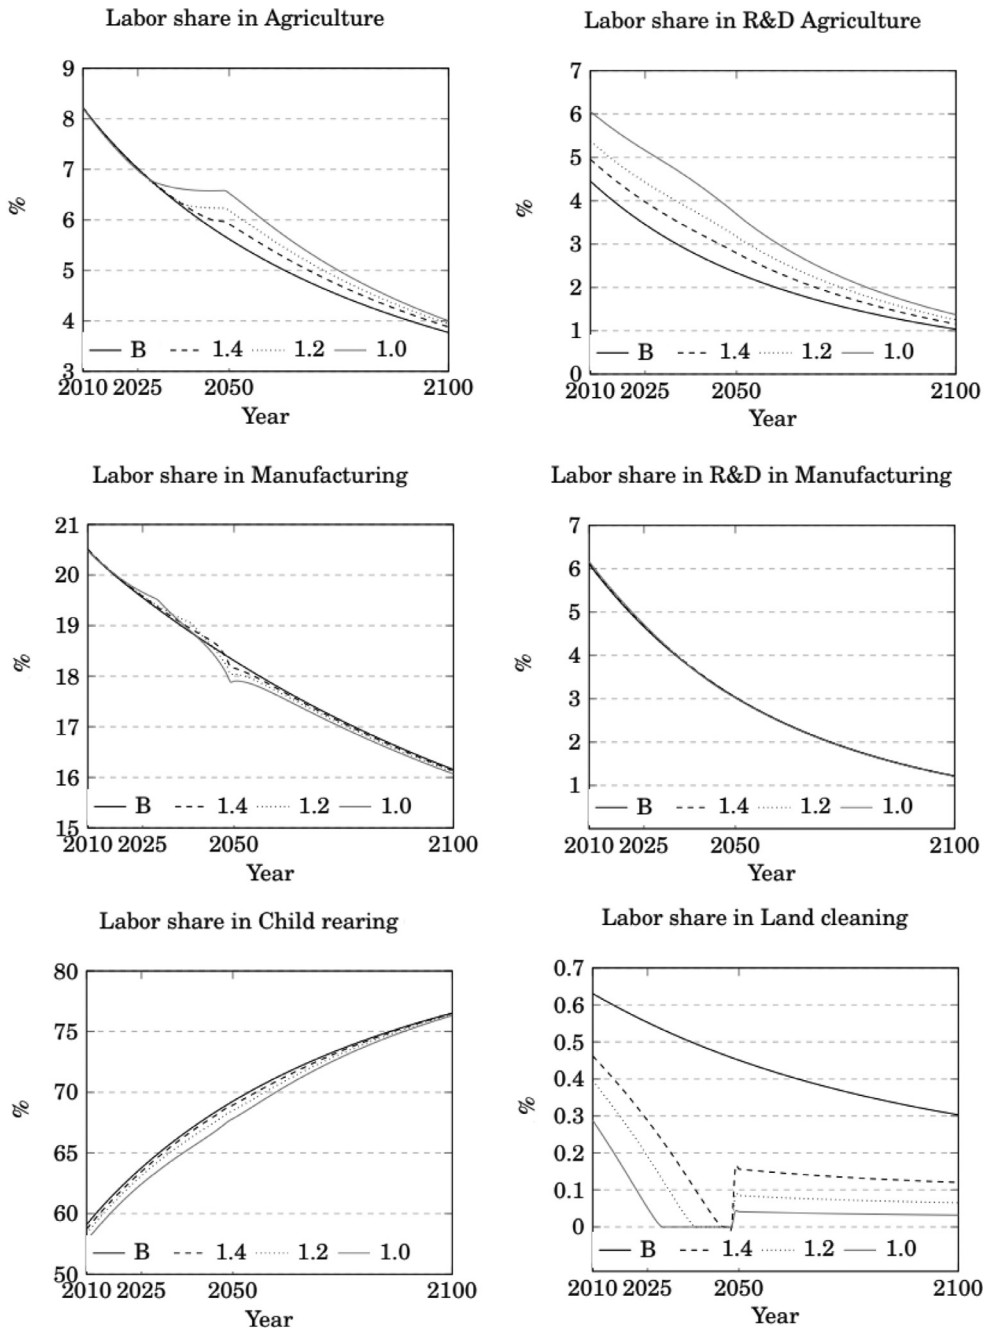 Labor share in Agriculture
9
8
7
6
5
4
3
%
B 1.4 1.2 1.0
2010 2025 2050 2100
Year
Labor share in R&D Agriculture
7
6
5
4
3
2
1
0
%
B 1.4 1.2 1.0
2010 2025 2050 2100
Year
Labor share in Manufacturing
21
20
19
18
17
16
15
%
B 1.4 1.2 1.0
2010 2025 2050 2100
Year
Labor share in R&D in Manufacturing
7
6
5
4
3
2
1
%
B 1.4 1.2 1.0
2010 2025 2050 2100
Year
Labor share in Child rearing
80
75
70
65
60
50
%
B 1.4 1.2 1.0
2010 2025 2050 2100
Year
Labor share in Land cleaning
0.7
0.6
0.5
0.4
0.3
0.2
0.1
0
%
B 1.4 1.2 1.0
2010 2025 2050 2100
Year